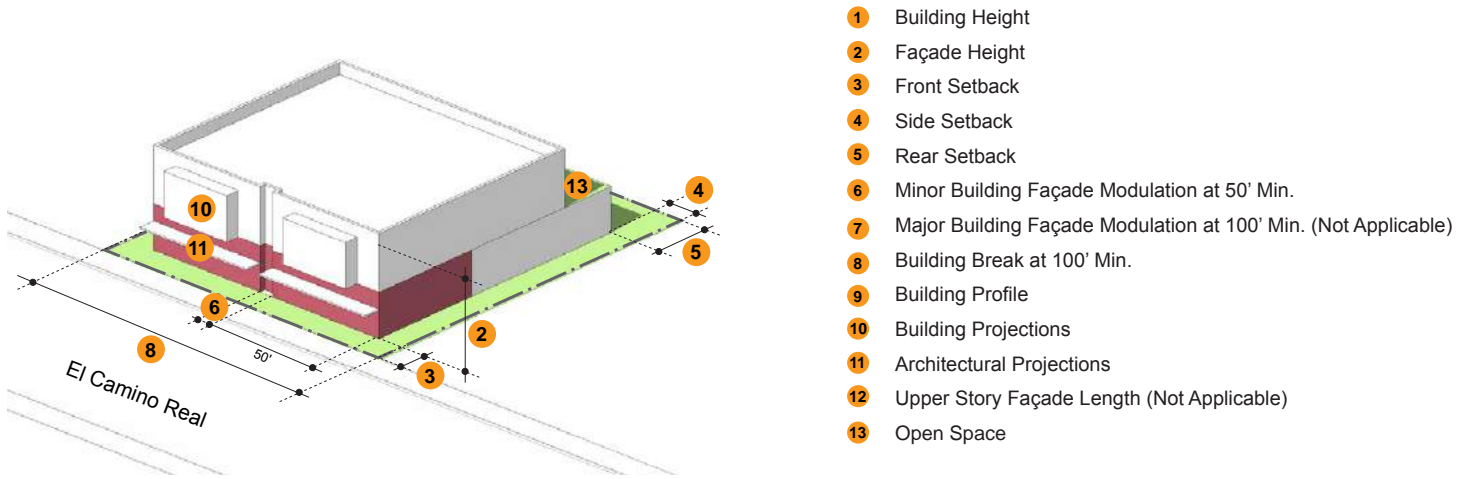 1 Building Height
2 Façade Height
3 Front Setback
4 Side Setback
5 Rear Setback
6 Minor Building Façade Modulation at 50’ Min.
7 Major Building Façade Modulation at 100’ Min. (Not Applicable)
8 Building Break at 100’ Min.
9 Building Profile
10 Building Projections
11 Architectural Projections
12 Upper Story Façade Length (Not Applicable)
13 Open Space
13
4
10
11
5
6
2
8
50'
3
El Camino Real